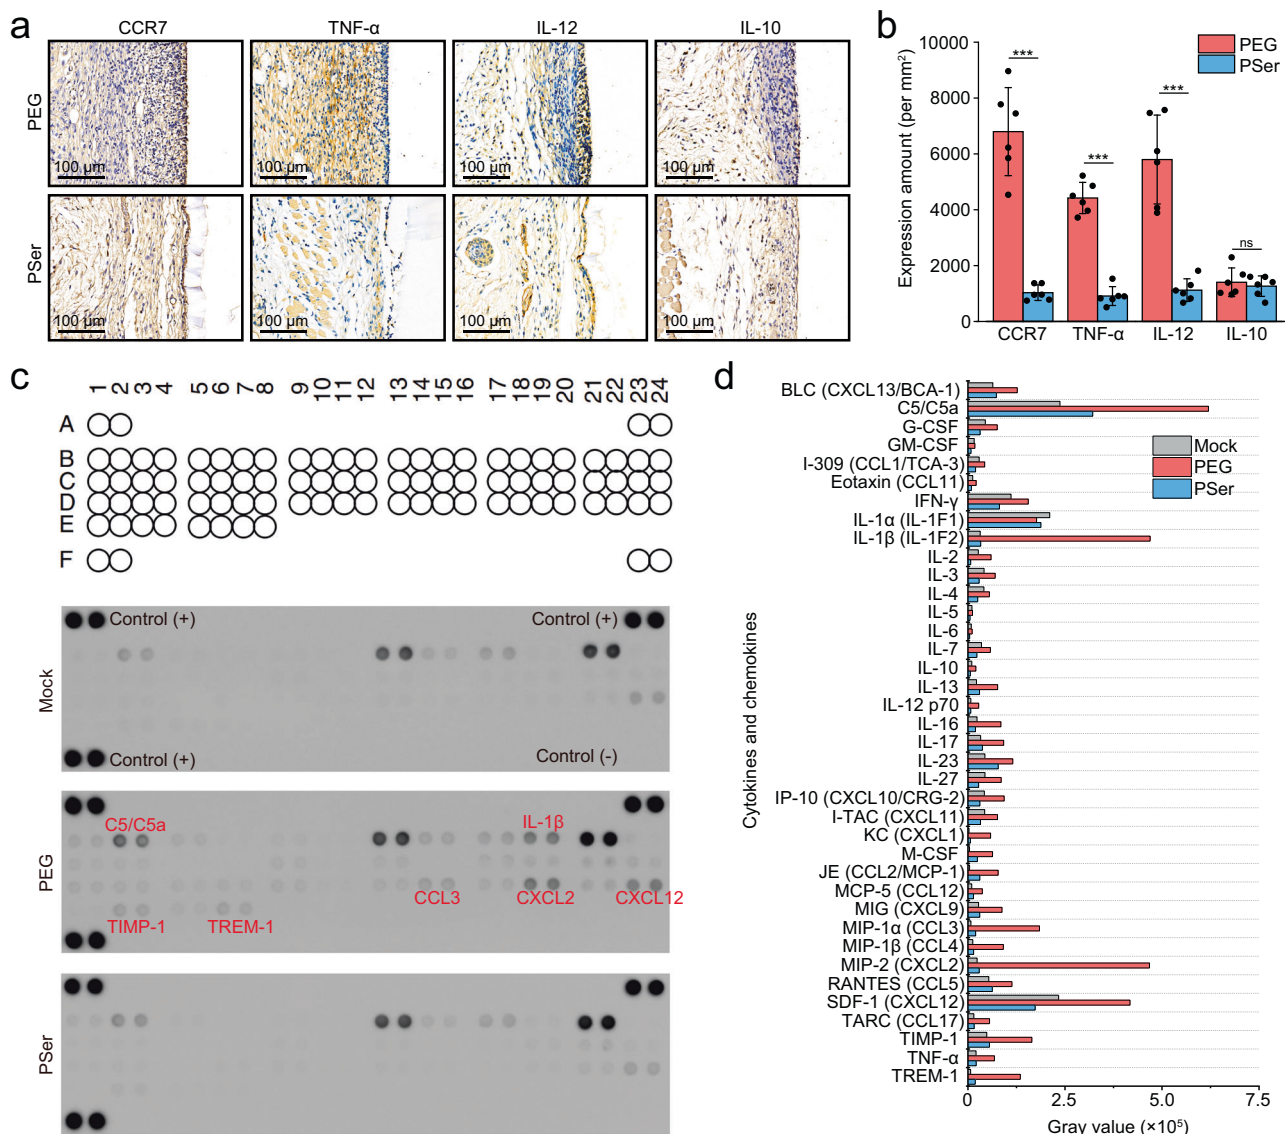 a
CCR7 TNF-α IL-12 IL-10
PEG
100 μm 100 μm 100 μm 100 μm
PSer
100 μm 100 μm 100 μm 100 μm
b
Expression amount (per mm²)
10000
8000
6000
4000
2000
0
PEG
PSer
*** *** *** ns
CCR7 TNF-α IL-12 IL-10
c
1 2 3 4 5 6 7 8 9 10 11 12 13 14 15 16 17 18 19 20 21 22 23 24
A
B
C
D
E
F
Mock
Control (+) Control (+)
Control (+) Control (-)
PEG
C5/C5a IL-1β
CCL3 CXCL2 CXCL12
TIMP-1 TREM-1
PSer
d
Cytokines and chemokines
BLC (CXCL13/BCA-1)
C5/C5a
G-CSF
GM-CSF
I-309 (CCL1/TCA-3)
Eotaxin (CCL11)
IFN-γ
IL-1α (IL-1F1)
IL-1β (IL-1F2)
IL-2
IL-3
IL-4
IL-5
IL-6
IL-7
IL-10
IL-13
IL-12 p70
IL-16
IL-17
IL-23
IL-27
IP-10 (CXCL10/CRG-2)
I-TAC (CXCL11)
KC (CXCL1)
M-CSF
JE (CCL2/MCP-1)
MCP-5 (CCL12)
MIG (CXCL9)
MIP-1α (CCL3)
MIP-1β (CCL4)
MIP-2 (CXCL2)
RANTES (CCL5)
SDF-1 (CXCL12)
TARC (CCL17)
TIMP-1
TNF-α
TREM-1
Mock
PEG
PSer
0 2.5 5.0 7.5
Gray value (×10⁵)